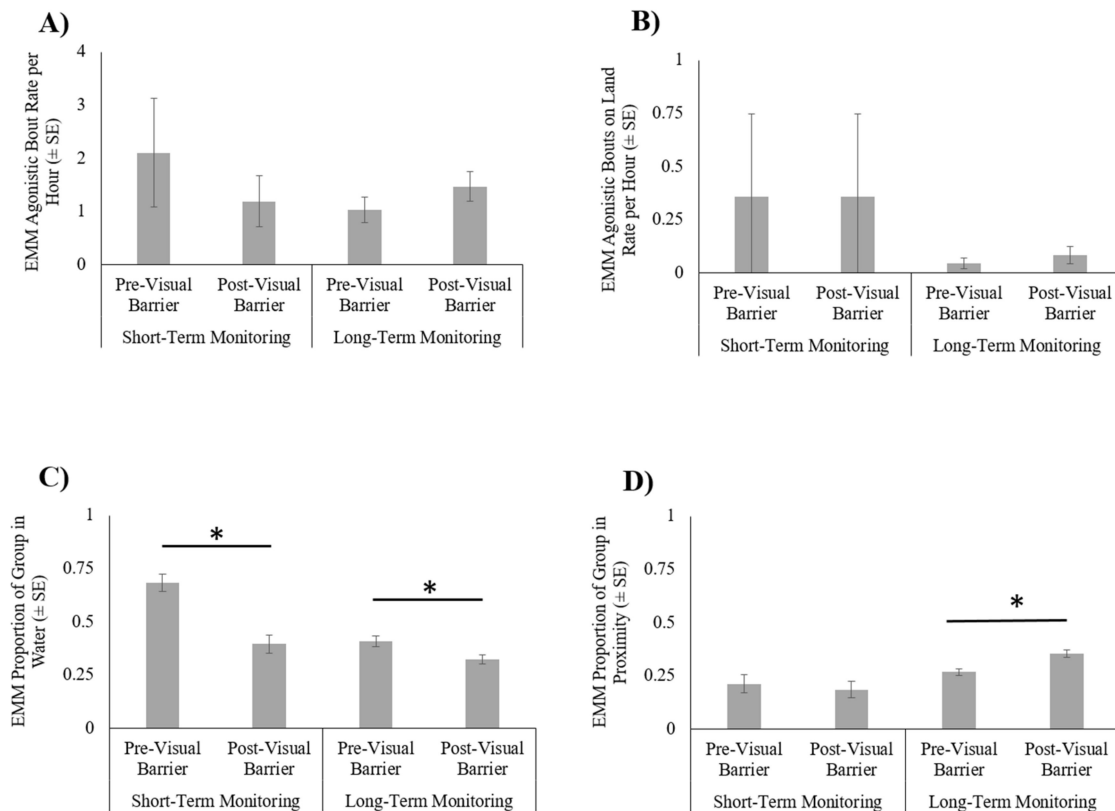 A)
EMM Agonistic Bout Rate per
Hour (± SE)
4
3
2
1
0
Pre-Visual
Barrier
Post-Visual
Barrier
Pre-Visual
Barrier
Post-Visual
Barrier
Short-Term Monitoring
Long-Term Monitoring
B)
EMM Agonistic Bouts on Land
Rate per Hour (± SE)
1
0.75
0.5
0.25
0
Pre-Visual
Barrier
Post-Visual
Barrier
Pre-Visual
Barrier
Post-Visual
Barrier
Short-Term Monitoring
Long-Term Monitoring
C)
EMM Proportion of Group in
Water (± SE)
1
0.75
0.5
0.25
0
*
*
Pre-Visual
Barrier
Post-Visual
Barrier
Pre-Visual
Barrier
Post-Visual
Barrier
Short-Term Monitoring
Long-Term Monitoring
D)
EMM Proportion of Group in
Proximity (± SE)
1
0.75
0.5
0.25
0
*
Pre-Visual
Barrier
Post-Visual
Barrier
Pre-Visual
Barrier
Post-Visual
Barrier
Short-Term Monitoring
Long-Term Monitoring